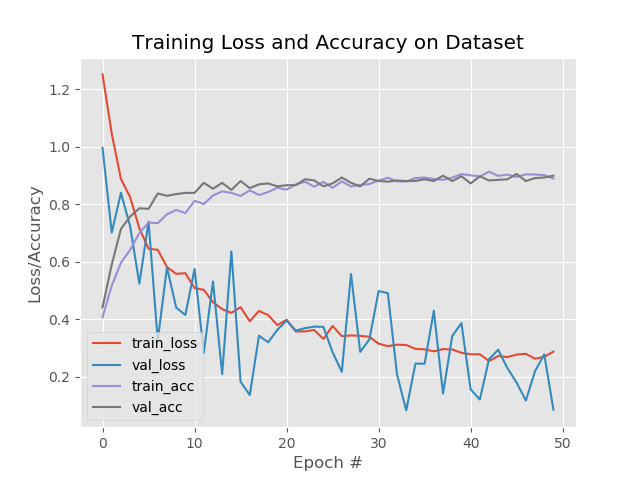 Training Loss and Accuracy on Dataset
Loss/Accuracy
1.2
1.0
0.8
0.6
0.4
0.2
train_loss
val_loss
train_acc
val_acc
0 10 20 30 40 50
Epoch #